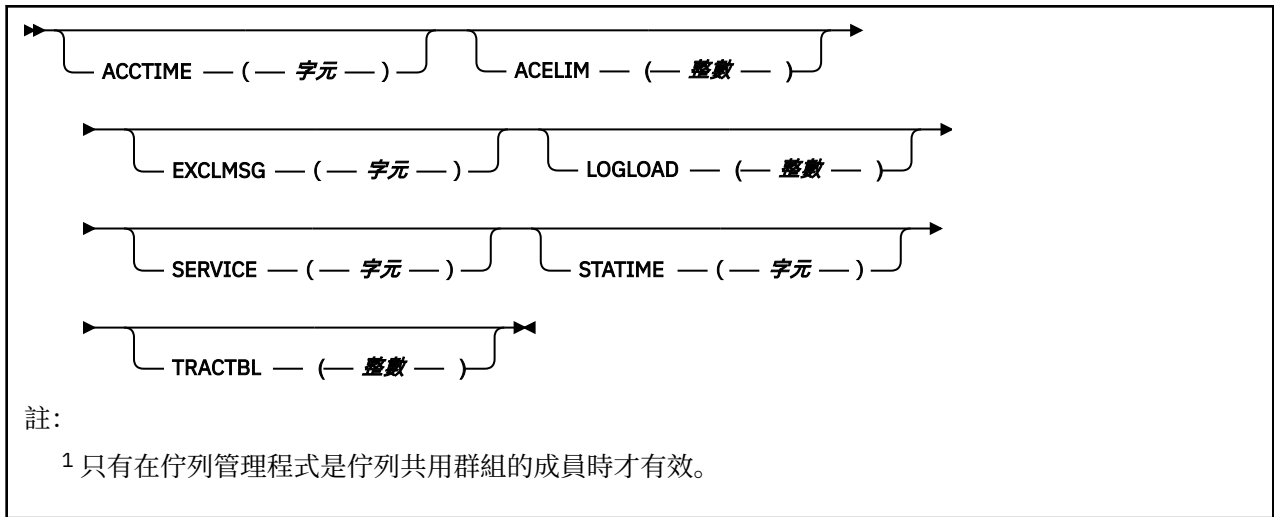 ACCTIME ( 字元 ) ACELIM ( 整數 )
EXCLMSG ( 字元 ) LOGLOAD ( 整數 )
SERVICE ( 字元 ) STATIME ( 字元 )
TRACTBL ( 整數 )
註:
1 只有在佇列管理程式是佇列共用群組的成員時才有效。